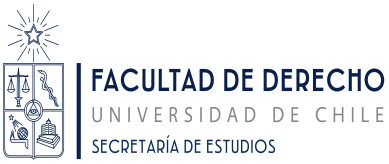 FACULTAD DE DERECHO
UNIVERSIDAD DE CHILE
SECRETARÍA DE ESTUDIOS